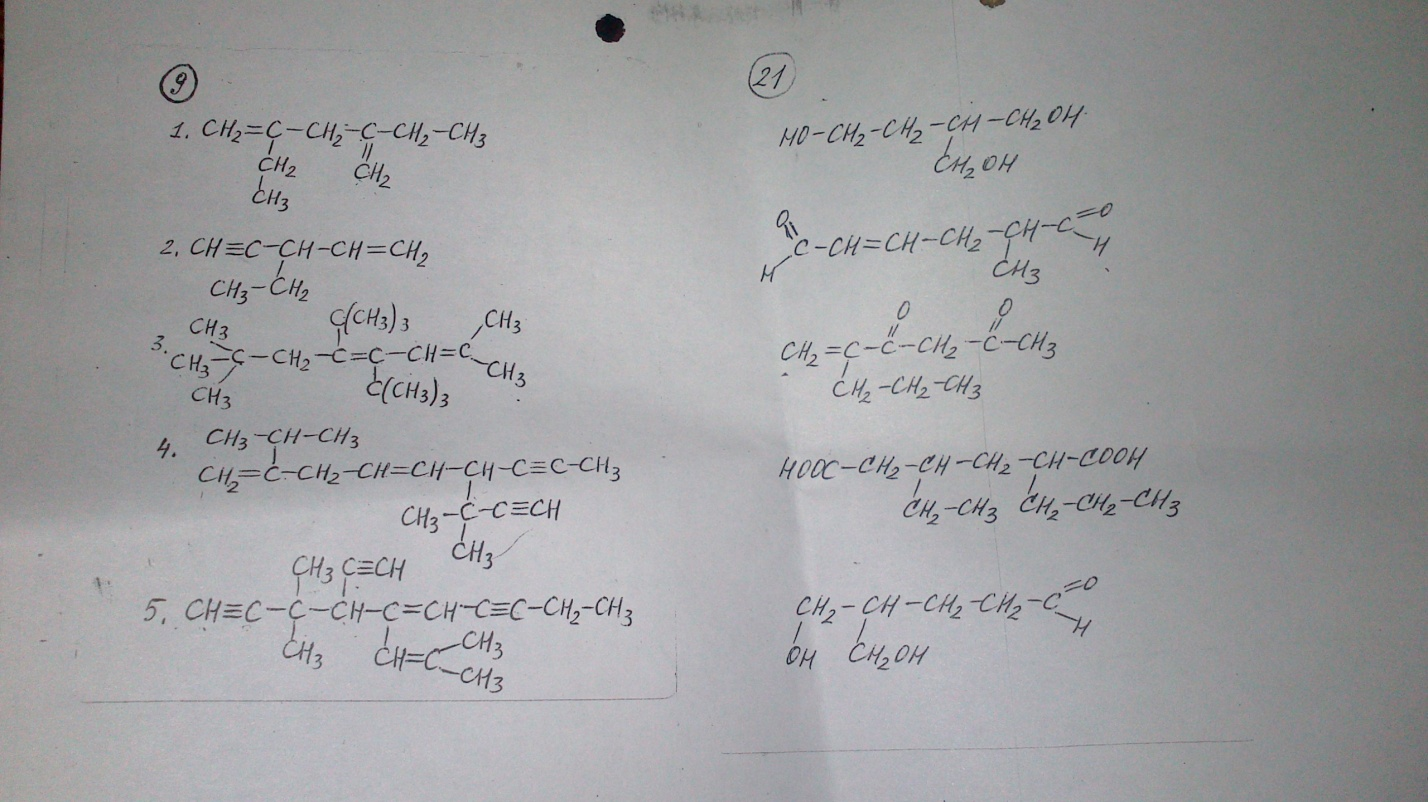 9
1. CH2=C-CH2-C-CH2-CH3
CH2 CH2
CH3
2. CH≡C-CH-CH=CH2
CH3-CH2
C(CH3)3 CH3
CH3
3. CH3-C-CH2-C=C-CH=C
CH3
CH3 C(CH3)3
CH3-CH-CH3
4. CH2=C-CH2-CH=CH-CH-C≡C-CH3
CH3-C-C≡CH
CH3
CH3 C≡CH
5. CH≡C-C-CH-C=CH-C≡C-CH2-CH3
CH3 CH=C-CH3
-CH3
21
HO-CH2-CH2-CH-CH2OH
CH2OH
O
C-CH=CH-CH2-CH-C=O
H H
CH3
O O
CH2=C-C-CH2-C-CH3
CH2-CH2-CH3
HOOC-CH2-CH-CH2-CH-COOH
CH2-CH3 CH2-CH2-CH3
CH2-CH-CH2-CH2-C=O
H
OH CH2OH